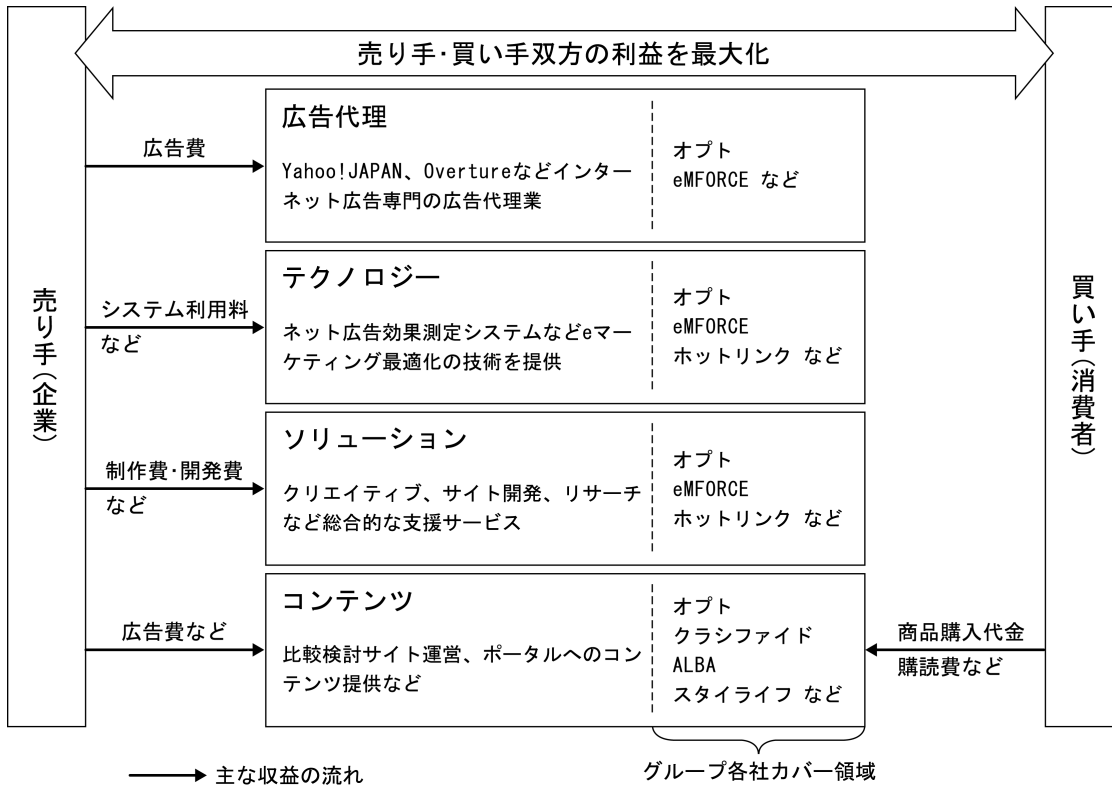 売り手・買い手双方の利益を最大化
売り手(企業)
買い手(消費者)
広告費
広告代理
Yahoo!JAPAN、Overtureなどインター
ネット広告専門の広告代理業
オプト
eMFORCE など
システム利用料
など
テクノロジー
ネット広告効果測定システムなどeマー
ケティング最適化の技術を提供
オプト
eMFORCE
ホットリンク など
制作費・開発費
など
ソリューション
クリエイティブ、サイト開発、リサーチ
など総合的な支援サービス
オプト
eMFORCE
ホットリンク など
広告費など
コンテンツ
比較検討サイト運営、ポータルへのコン
テンツ提供など
オプト
クラシファイド
ALBA
スタイライフ など
商品購入代金
購読費など
主な収益の流れ
グループ各社カバー領域